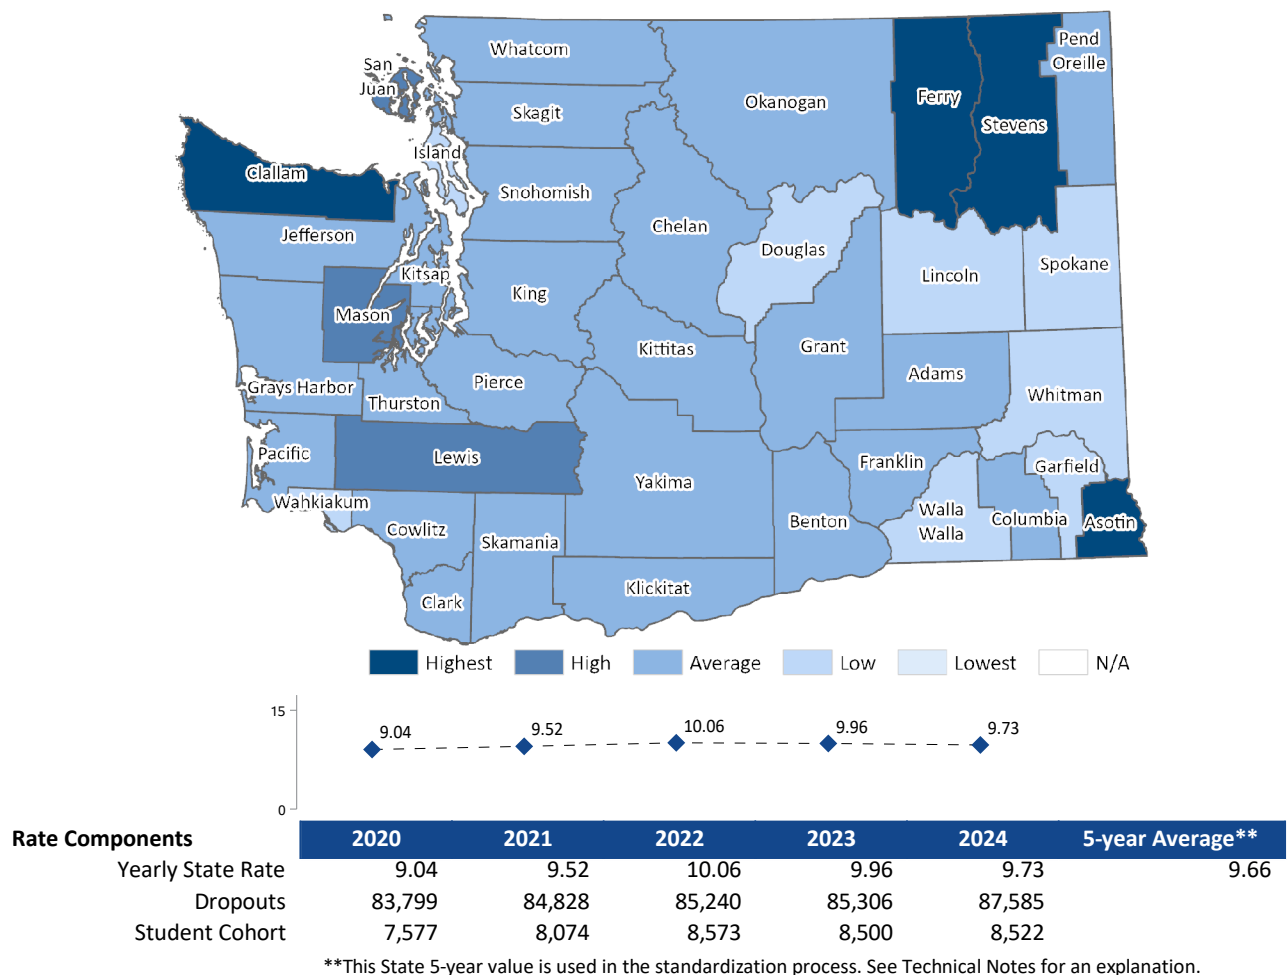 Whatcom
San
Juan
Skagit
Island
Okanogan
Ferry
Stevens
Pend
Oreille
Clallam
Snohomish
Chelan
Douglas
Jefferson
Kitsap
King
Lincoln
Spokane
Mason
Kittitas
Grant
Adams
Whitman
Grays Harbor
Thurston
Pierce
Pacific
Lewis
Yakima
Franklin
Garfield
Wahkiakum
Cowlitz
Skamania
Benton
Walla
Walla
Columbia
Asotin
Clark
Klickitat
Highest High Average Low Lowest N/A
15
9.04 9.52 10.06 9.96 9.73
0
Rate Components 2020 2021 2022 2023 2024 5-year Average**
Yearly State Rate 9.04 9.52 10.06 9.96 9.73 9.66
Dropouts 83,799 84,828 85,240 85,306 87,585
Student Cohort 7,577 8,074 8,573 8,500 8,522
**This State 5-year value is used in the standardization process. See Technical Notes for an explanation.